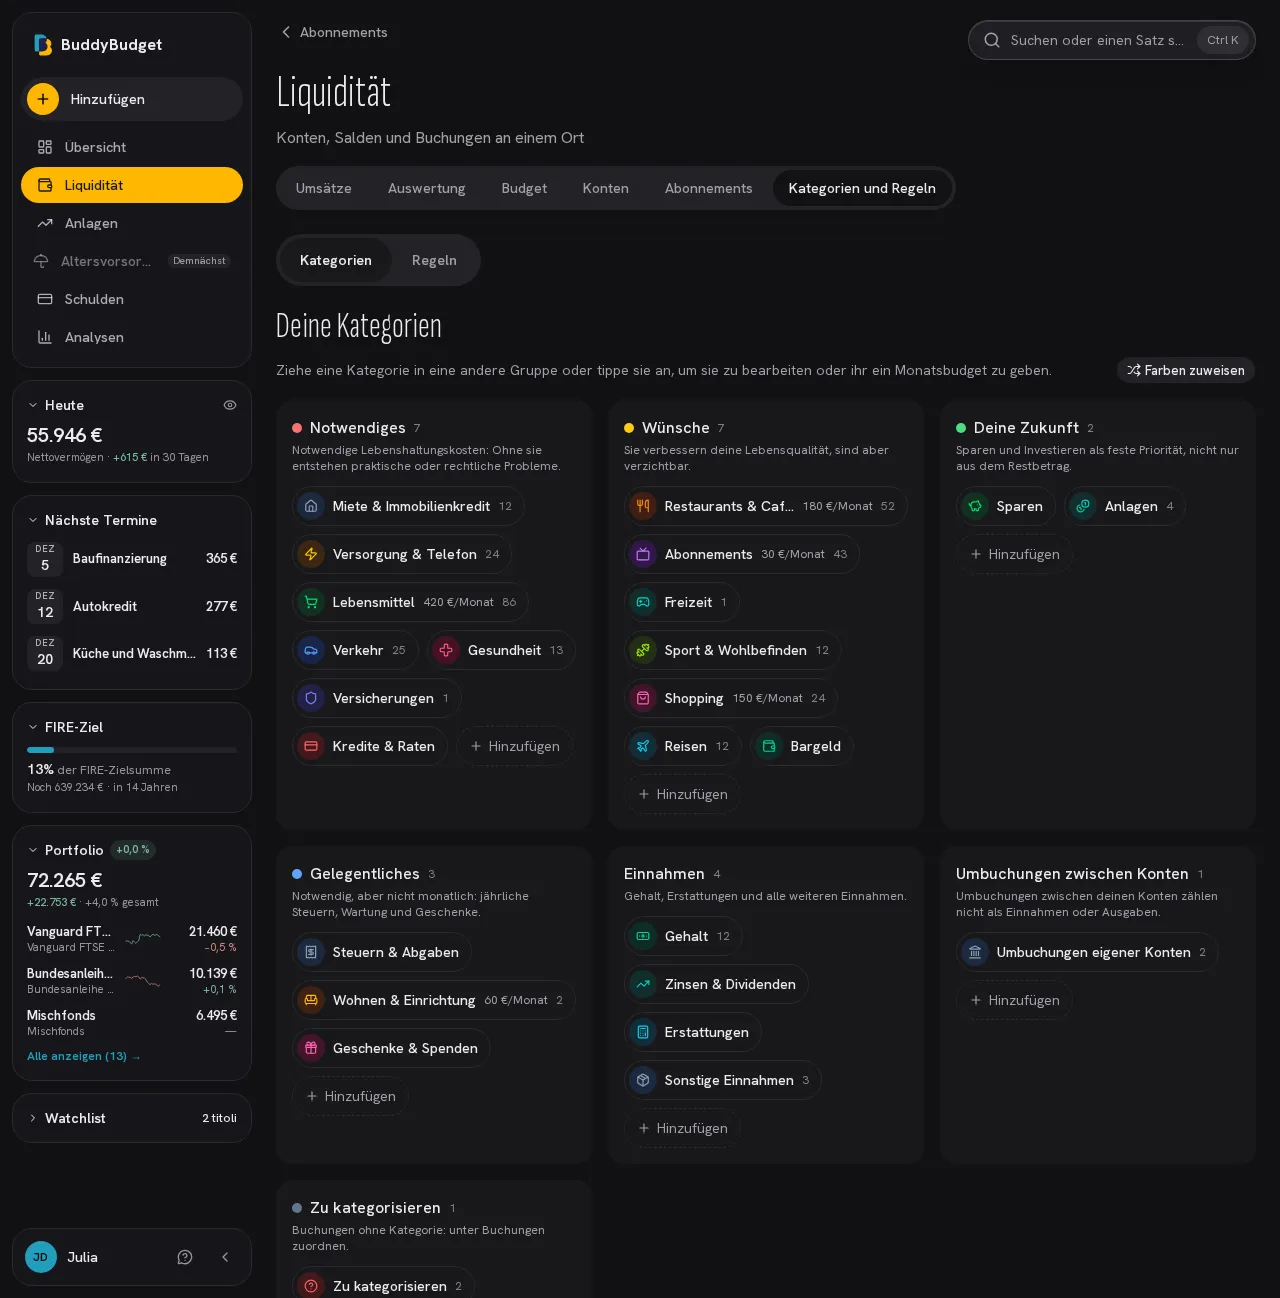 BuddyBudget
Hinzufügen
Übersicht
Liquidität
Anlagen
Altersvorsor... Demnächst
Schulden
Analysen
Heute
55.946 €
Nettovermögen · +615 € in 30 Tagen
Nächste Termine
DEZ
5 Baufinanzierung 365 €
DEZ
12 Autokredit 277 €
DEZ
20 Küche und Waschm... 113 €
FIRE-Ziel
13% der FIRE-Zielsumme
Noch 639.234 € · in 14 Jahren
Portfolio +0,0 %
72.265 €
+22.753 € · +4,0 % gesamt
Vanguard FT... 21.460 €
Vanguard FTSE ... −0,5 %
Bundesanleih... 10.139 €
Bundesanleihe ... +0,1 %
Mischfonds 6.495 €
Mischfonds —
Alle anzeigen (13) →
Watchlist 2 titoli
JD Julia
Abonnements
Suchen oder einen Satz s... Ctrl K
Liquidität
Konten, Salden und Buchungen an einem Ort
Umsätze Auswertung Budget Konten Abonnements Kategorien und Regeln
Kategorien Regeln
Deine Kategorien
Ziehe eine Kategorie in eine andere Gruppe oder tippe sie an, um sie zu bearbeiten oder ihr ein Monatsbudget zu geben.
Farben zuweisen
Notwendiges 7
Notwendige Lebenshaltungskosten: Ohne sie
entstehen praktische oder rechtliche Probleme.
Miete & Immobilienkredit 12
Versorgung & Telefon 24
Lebensmittel 420 €/Monat 86
Verkehr 25 Gesundheit 13
Versicherungen 1
Kredite & Raten + Hinzufügen
Wünsche 7
Sie verbessern deine Lebensqualität, sind aber
verzichtbar.
Restaurants & Caf... 180 €/Monat 52
Abonnements 30 €/Monat 43
Freizeit 1
Sport & Wohlbefinden 12
Shopping 150 €/Monat 24
Reisen 12 Bargeld
+ Hinzufügen
Deine Zukunft 2
Sparen und Investieren als feste Priorität, nicht nur
aus dem Restbetrag.
Sparen Anlagen 4
+ Hinzufügen
Gelegentliches 3
Notwendig, aber nicht monatlich: jährliche
Steuern, Wartung und Geschenke.
Steuern & Abgaben
Wohnen & Einrichtung 60 €/Monat 2
Geschenke & Spenden
+ Hinzufügen
Einnahmen 4
Gehalt, Erstattungen und alle weiteren Einnahmen.
Gehalt 12
Zinsen & Dividenden
Erstattungen
Sonstige Einnahmen 3
+ Hinzufügen
Umbuchungen zwischen Konten 1
Umbuchungen zwischen deinen Konten zählen
nicht als Einnahmen oder Ausgaben.
Umbuchungen eigener Konten 2
+ Hinzufügen
Zu kategorisieren 1
Buchungen ohne Kategorie: unter Buchungen
zuordnen.
Zu kategorisieren 2